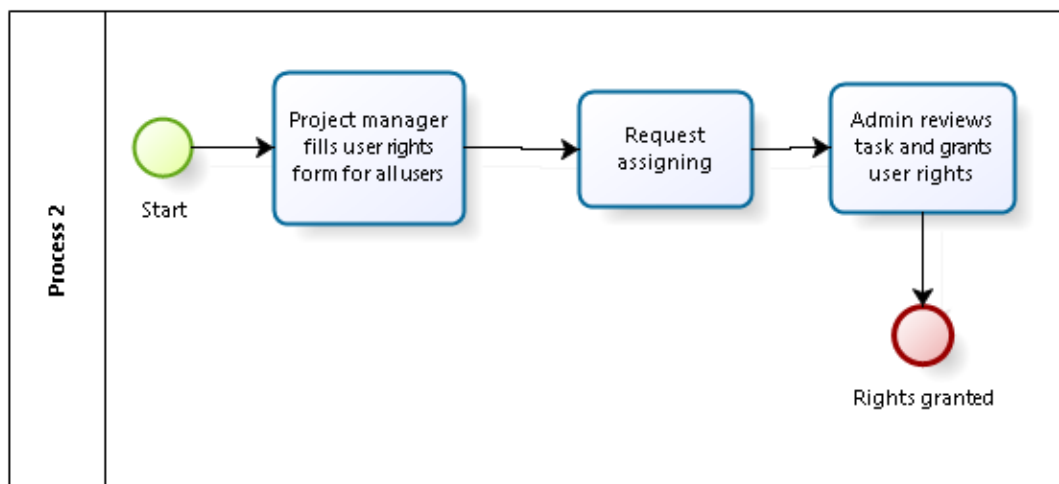 Process 2
Start
Project manager
fills user rights
form for all users
Request
assigning
Admin reviews
task and grants
user rights
Rights granted